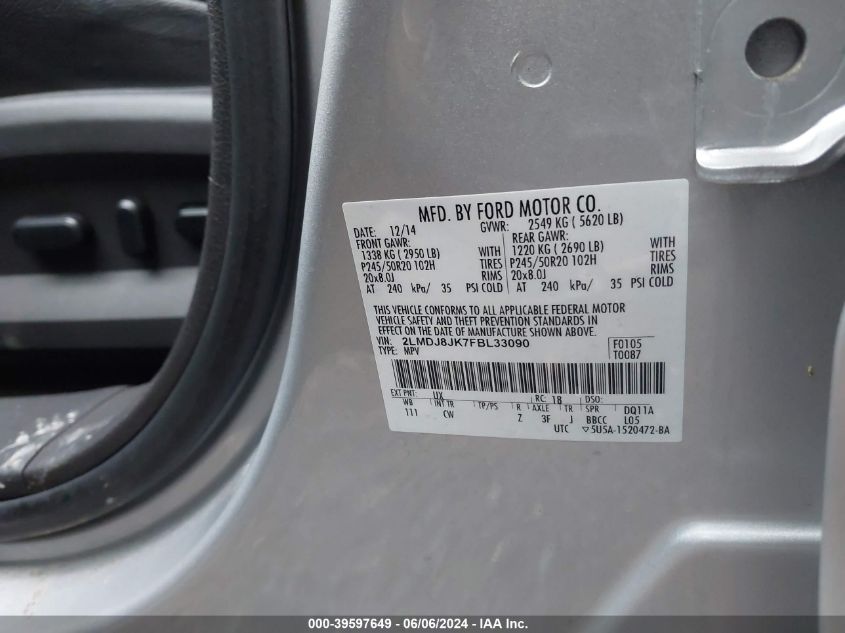 MFD. BY FORD MOTOR CO.
DATE: 12/14 GVWR: 2549 KG ( 5620 LB)
FRONT GAWR: REAR GAWR:
1338 KG ( 2950 LB) WITH 1220 KG ( 2690 LB) WITH
P245/50R20 102H TIRES P245/50R20 102H TIRES
20x8.0J RIMS 20x8.0J RIMS
AT 240 kPa/ 35 PSI COLD AT 240 kPa/ 35 PSI COLD
THIS VEHICLE CONFORMS TO ALL APPLICABLE FEDERAL MOTOR
VEHICLE SAFETY AND THEFT PREVENTION STANDARDS IN
EFFECT ON THE DATE OF MANUFACTURE SHOWN ABOVE.
VIN: 2LMDJ8JK7FBL33090 F0105
TYPE: MPV T0087
EXT PNT: UX RC: 18 DSO:
WB INT TR TP/PS R AXLE TR SPR DQ11A
111 CW Z 3F J BBCC L05
UTC ▽5U5A-1520472-BA
000-39597649 - 06/06/2024 - IAA Inc.